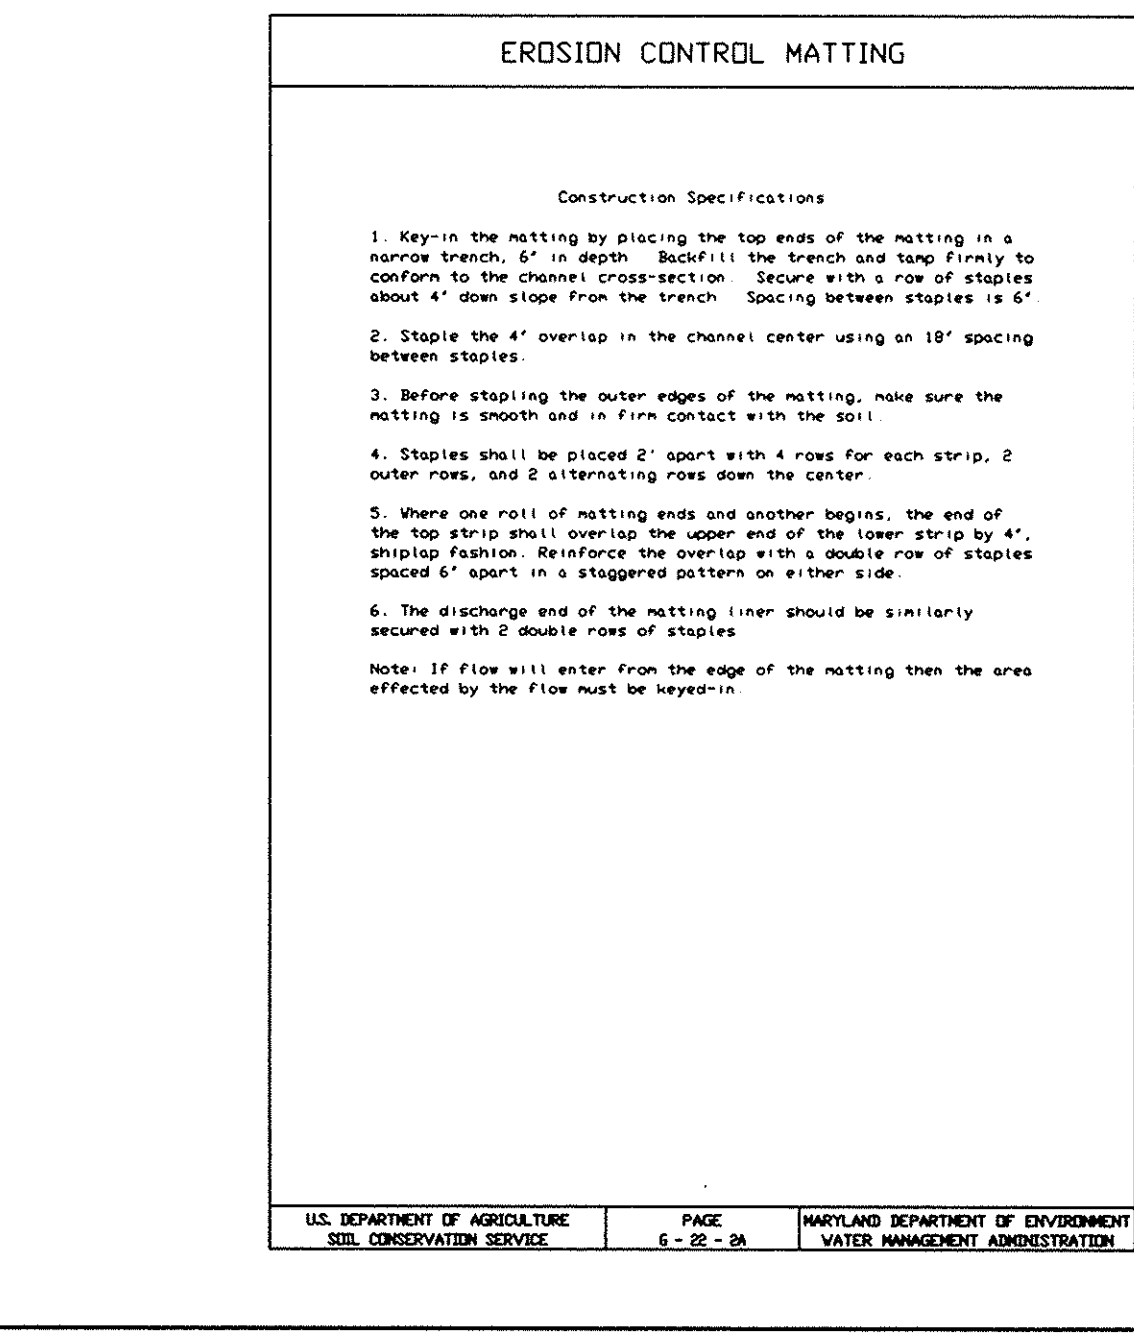 EROSION CONTROL MATTING
Construction Specifications
1. Key-in the matting by placing the top ends of the matting in a
narrow trench, 6" in depth Backfill the trench and tamp firmly to
conform to the channel cross-section. Secure with a row of staples
about 4" down slope from the trench Spacing between staples is 6".
2. Staple the 4" overlap in the channel center using an 18" spacing
between staples.
3. Before stapling the outer edges of the matting, make sure the
matting is smooth and in firm contact with the soil.
4. Staples shall be placed 2' apart with 4 rows for each strip, 2
outer rows, and 2 alternating rows down the center.
5. Where one roll of matting ends and another begins, the end of
the top strip shall overlap the upper end of the lower strip by 4",
shiplap fashion. Reinforce the overlap with a double row of staples
spaced 6" apart in a staggered pattern on either side.
6. The discharge end of the matting liner should be similarly
secured with 2 double rows of staples
Note: If flow will enter from the edge of the matting then the area
effected by the flow must be keyed-in.
U.S. DEPARTMENT OF AGRICULTURE
SOIL CONSERVATION SERVICE
PAGE
G - 22 - 2A
MARYLAND DEPARTMENT OF ENVIRONMENT
WATER MANAGEMENT ADMINISTRATION